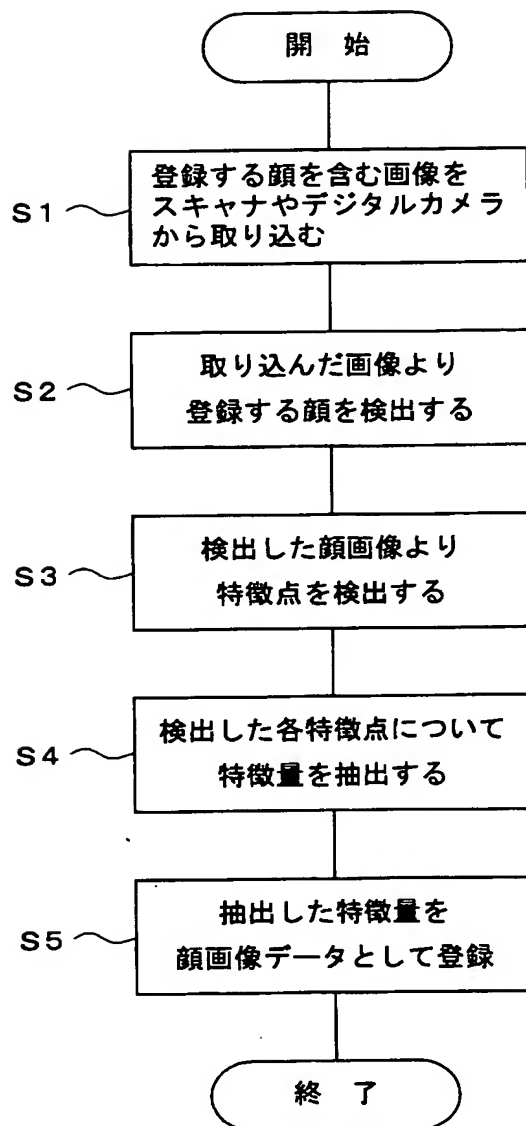 開 始
S1
登録する顔を含む画像を
スキャナやデジタルカメラ
から取り込む
S2
取り込んだ画像より
登録する顔を検出する
S3
検出した顔画像より
特徴点を検出する
S4
検出した各特徴点について
特徴量を抽出する
S5
抽出した特徴量を
顔画像データとして登録
終 了